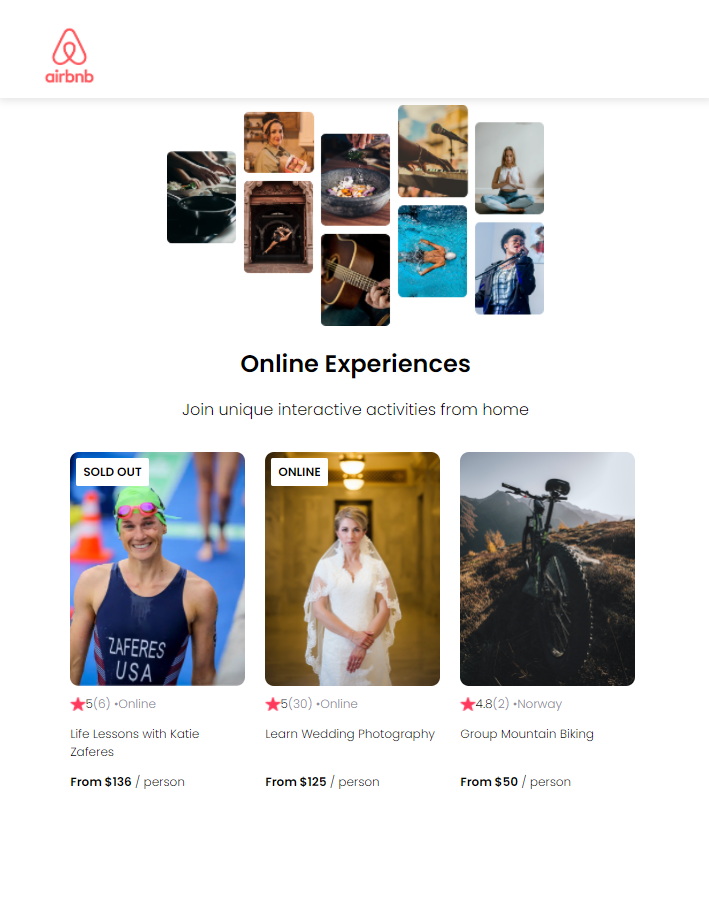 airbnb
Online Experiences
Join unique interactive activities from home
SOLD OUT
ZAFERES
USA
5(6) •Online
Life Lessons with Katie
Zaferes
From $136 / person
ONLINE
5(30) •Online
Learn Wedding Photography
From $125 / person
4.8(2) •Norway
Group Mountain Biking
From $50 / person